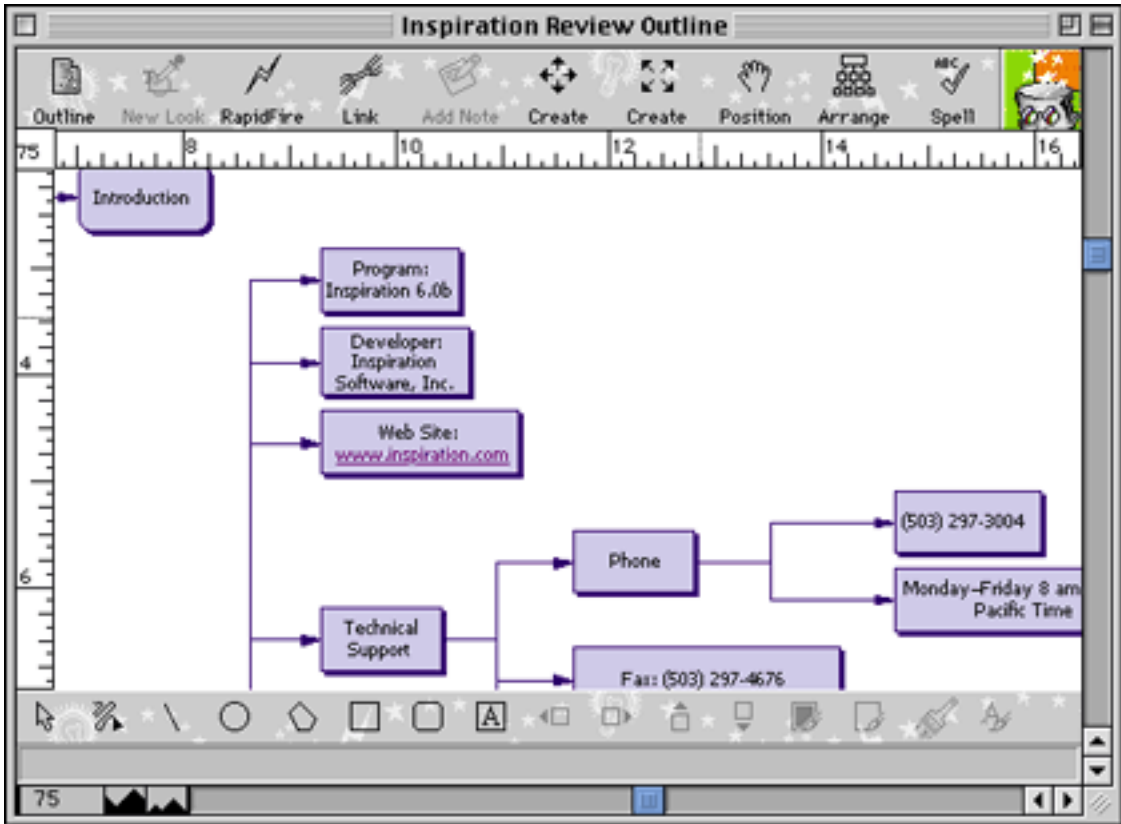 Inspiration Review Outline
Outline New Look RapidFire Link Add Note Create Create Position Arrange ABC Spell
75 8 10 12 14 16
Introduction
Program:
Inspiration 6.0b
Developer:
Inspiration
Software, Inc.
4
Web Site:
www.inspiration.com
(503) 297-3004
Phone
6
Monday-Friday 8 am
Pacific Time
Technical
Support
Fax: (503) 297-4676
A
75